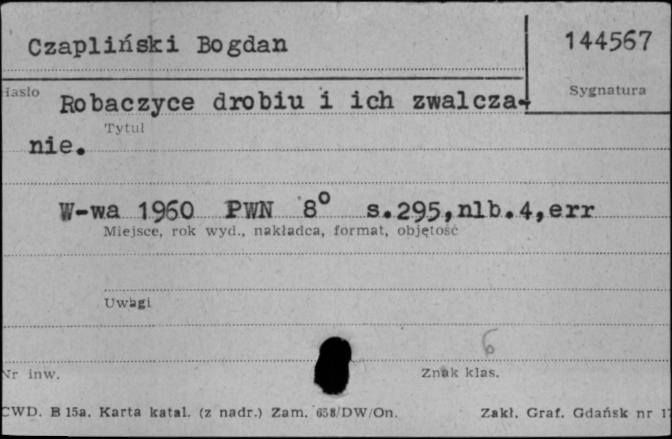 Czapliński Bogdan
144567
Hasło
Sygnatura
Robaczyce drobiu i ich zwalcza-
Tytuł
nie.
W-wa 1960 PWN 8° s.295,nlb.4,err
Miejsce, rok wyd., nakładca, format, objętość
Uwagi
6
Nr inw.
Znak klas.
CWD. B 15a. Karta katal. (z nadr.) Zam. 658/DW/On.
Zakł. Graf. Gdańsk nr